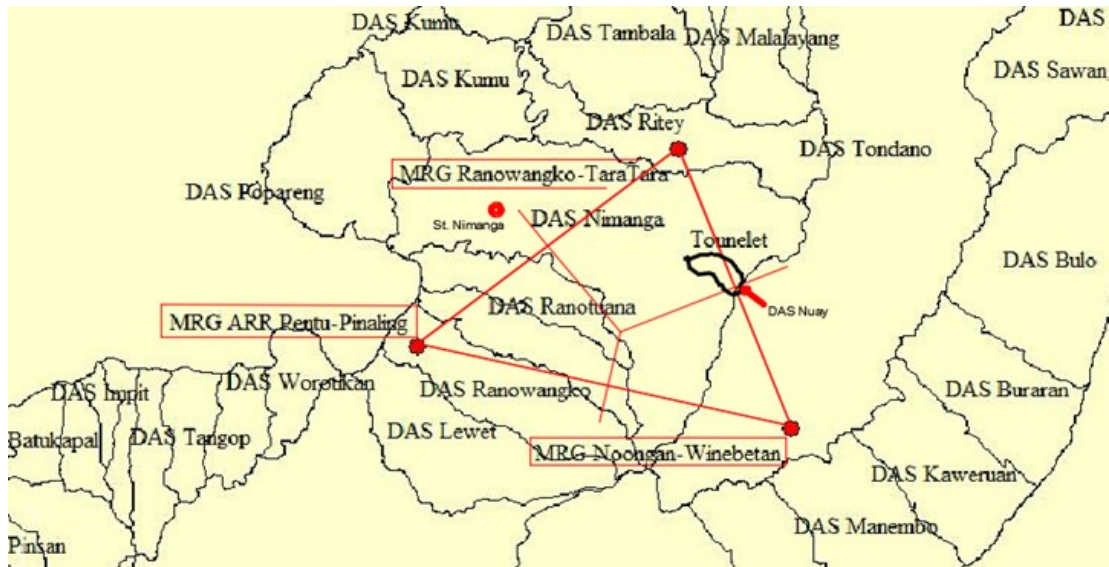 DAS Kumu
DAS Tambala
DAS Malalayang
DAS
DAS Kumu
DAS Sawan
DAS Ritey
DAS Tondano
MRG Ranowangko-TaraTara
DAS Popareng
St. Nimanga
DAS Nimanga
Tounelet
DAS Bulo
DAS Ranotuana
DAS Nuay
MRG ARR Rentu-Pinaling
DAS Impit
DAS Worotikan
DAS Ranowangko
DAS Buraran
Batukapal
DAS Tangop
DAS Lewet
MRG Noongan-Winebetan
DAS Kaweruan
DAS Manembo
Pinsan